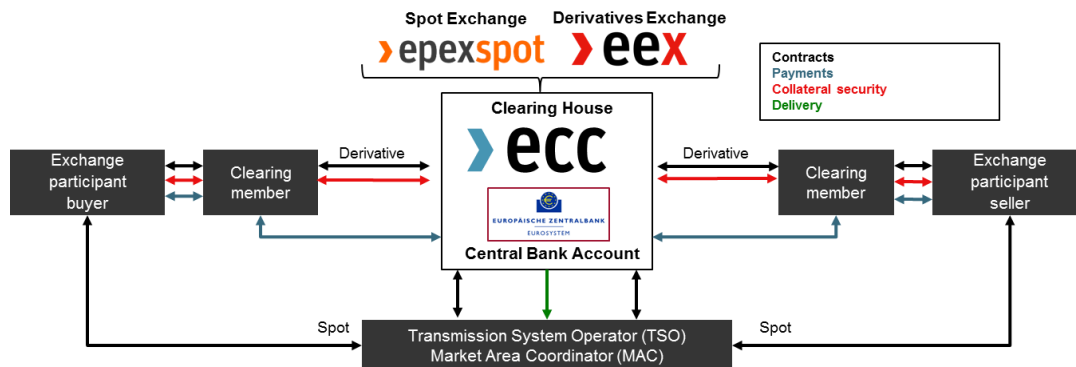 Spot Exchange
Derivatives Exchange
epexspot
eex
Contracts
Payments
Collateral security
Delivery
Clearing House
ecc
Exchange
participant
buyer
Clearing
member
Derivative
Derivative
Clearing
member
Exchange
participant
seller
EUROPÄISCHE ZENTRALBANK
EUROSYSTEM
Central Bank Account
Spot
Transmission System Operator (TSO)
Market Area Coordinator (MAC)
Spot